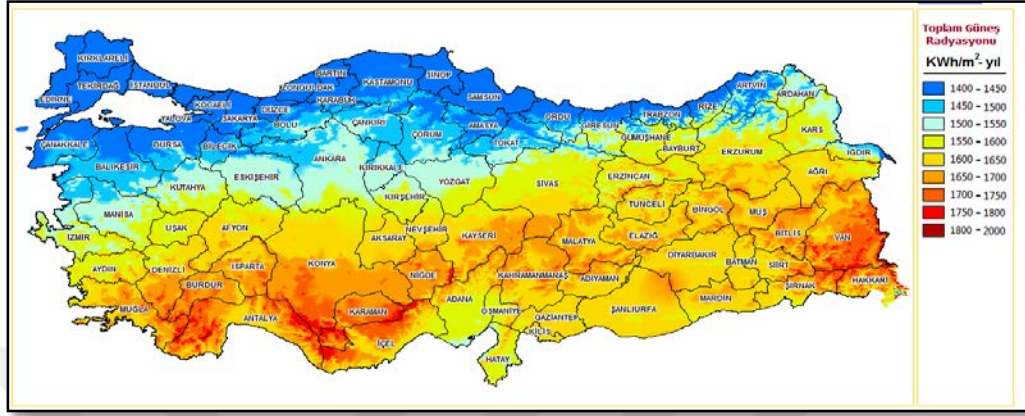 Toplam Güneş
Radyasyonu
KWh/m²- yıl
1400 - 1450
1450 - 1500
1500 - 1550
1550 - 1600
1600 - 1650
1650 - 1700
1700 - 1750
1750 - 1800
1800 - 2000
KIRKLARELİ
TEKİRDAĞ
İSTANBUL
EDİRNE
KOCAELİ
YALOVA
SAKARYA
DÜZCE
ZONGULDAK
BARTIN
KARABÜK
KASTAMONU
SİNOP
SAMSUN
ORDU
GİRESUN
TRABZON
RİZE
ARTVİN
ARDAHAN
ÇANAKKALE
BURSA
BİLECİK
BOLU
ÇANKIRI
ÇORUM
AMASYA
TOKAT
GÜMÜŞHANE
BAYBURT
ERZURUM
KARS
IĞDIR
BALIKESİR
KUTAHYA
ESKİŞEHİR
ANKARA
KIRIKKALE
YOZGAT
SİVAS
ERZİNCAN
AĞRI
MANİSA
KIRŞEHİR
TUNCELİ
BİNGÖL
MUŞ
İZMİR
UŞAK
AFYON
AKSARAY
NEVŞEHİR
KAYSERİ
MALATYA
ELAZIĞ
BİTLİS
VAN
AYDIN
DENİZLİ
ISPARTA
KONYA
NİĞDE
KAHRAMANMARAŞ
ADIYAMAN
DİYARBAKIR
BATMAN
SİİRT
ŞIRNAK
HAKKARİ
BURDUR
MUĞLA
ANTALYA
KARAMAN
İÇEL
ADANA
OSMANİYE
GAZİANTEP
KİLİS
ŞANLIURFA
MARDİN
HATAY